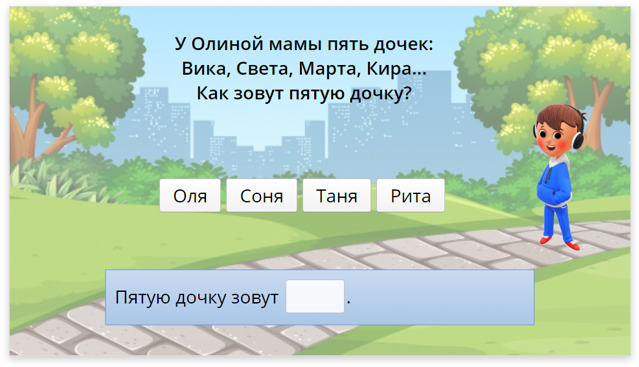 У Олиной мамы пять дочек:
Вика, Света, Марта, Кира...
Как зовут пятую дочку?
Оля Соня Таня Рита
Пятую дочку зовут .